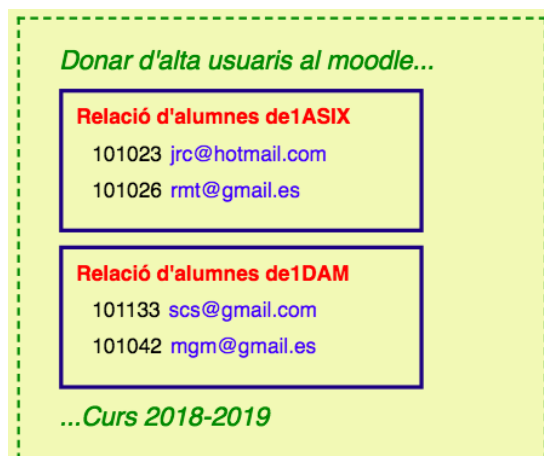 Donar d'alta usuaris al moodle...
Relació d'alumnes de1ASIX
101023 jrc@hotmail.com
101026 rmt@gmail.es
Relació d'alumnes de1DAM
101133 scs@gmail.com
101042 mgm@gmail.es
...Curs 2018-2019